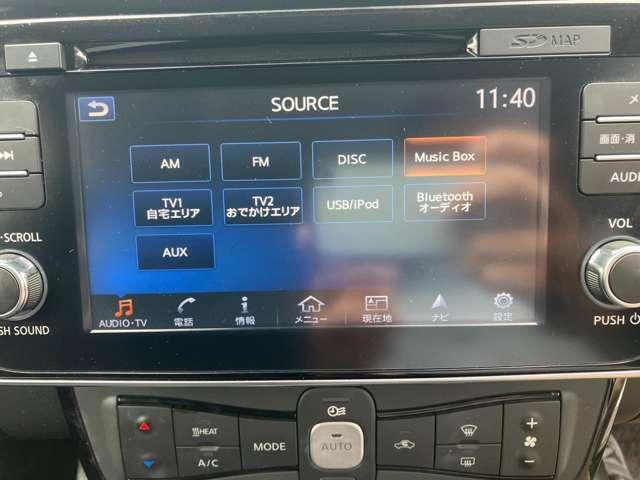 SD MAP
SOURCE
11:40
AM
FM
DISC
Music Box
TV1
自宅エリア
TV2
おでかけエリア
USB/iPod
Bluetooth
オーディオ
AUX
AUDIO・TV
電話
情報
メニュー
現在地
ナビ
設定
画面・消
AUD
·SCROLL
SH SOUND
VOL
PUSH
HEAT
A/C
MODE
AUTO